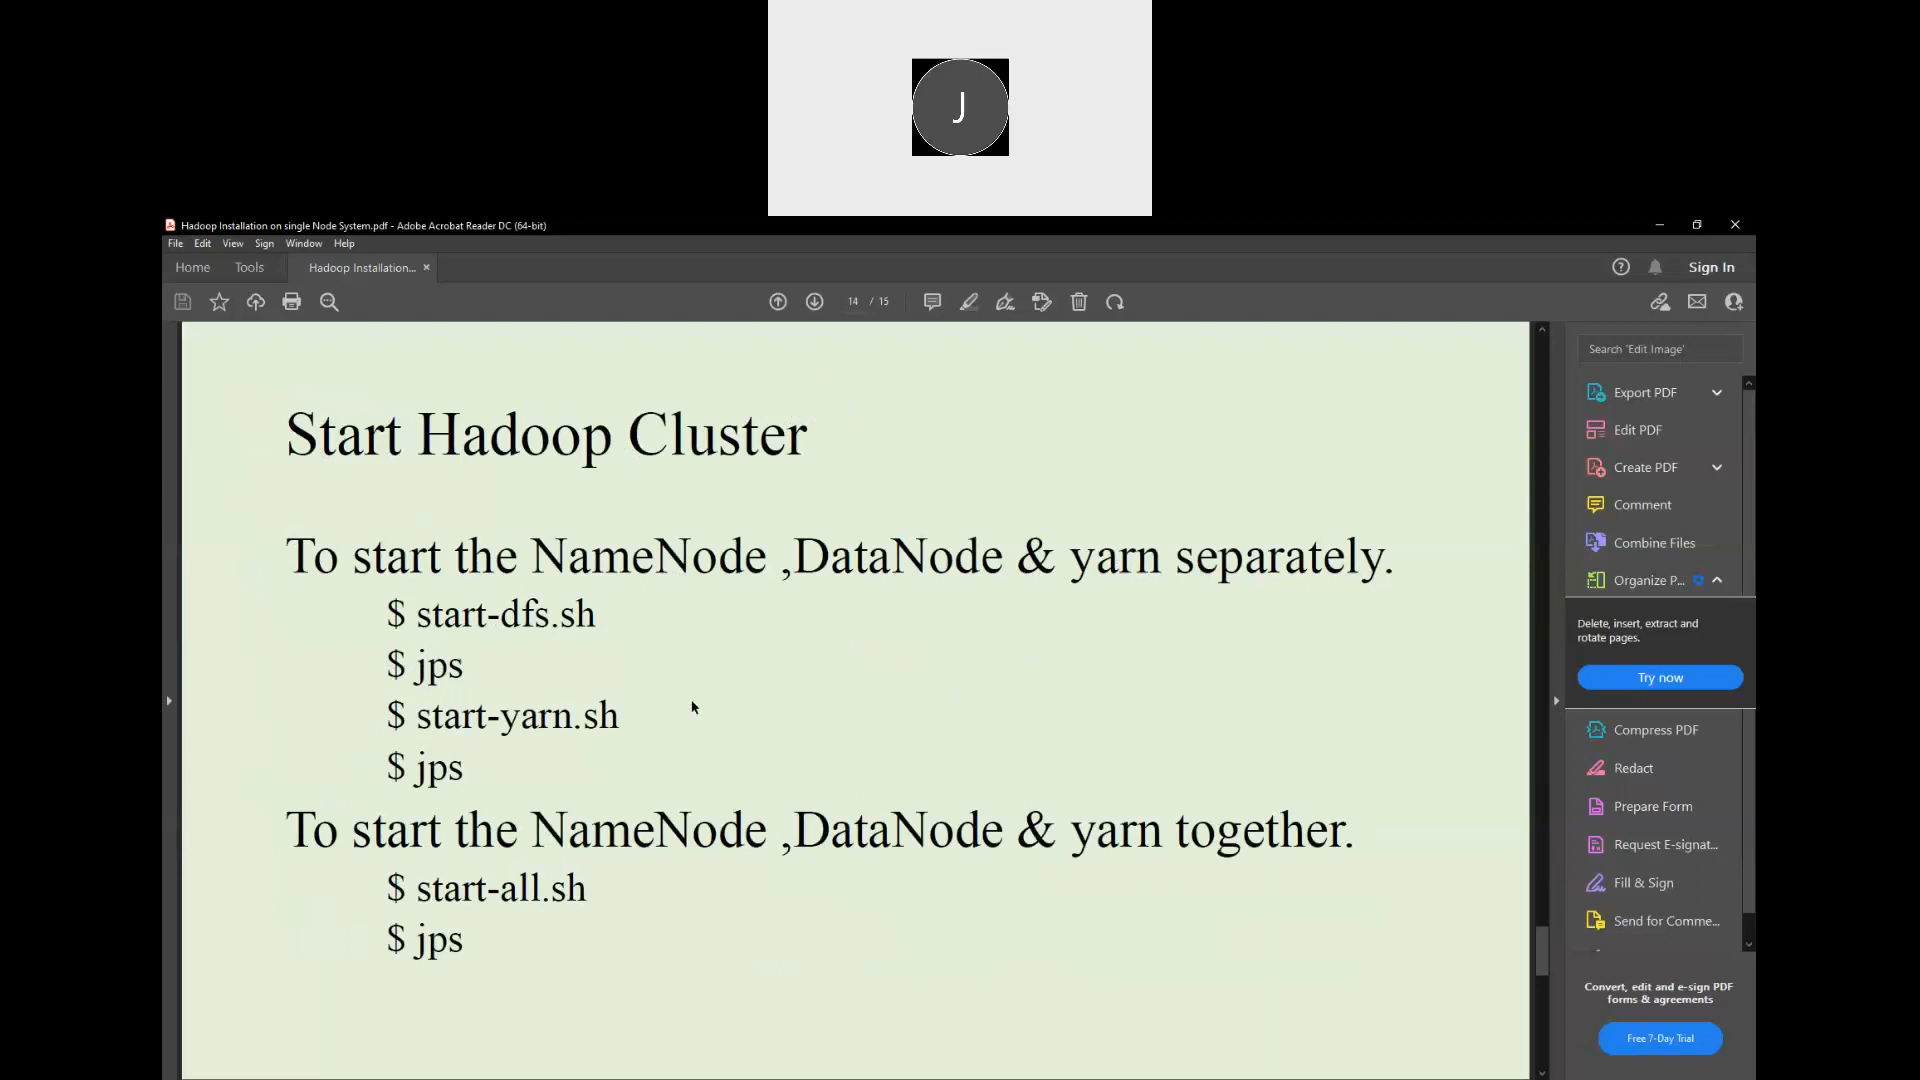 J
Hadoop Installation on single Node System.pdf - Adobe Acrobat Reader DC (64-bit)
File Edit View Sign Window Help
Home Tools Hadoop Installation... × Sign In
14 / 15
Search 'Edit Image'
Start Hadoop Cluster
To start the NameNode ,DataNode & yarn separately.
$ start-dfs.sh
$ jps
$ start-yarn.sh
$ jps
To start the NameNode ,DataNode & yarn together.
$ start-all.sh
$ jps
Export PDF
Edit PDF
Create PDF
Comment
Combine Files
Organize P...
Delete, insert, extract and
rotate pages.
Try now
Compress PDF
Redact
Prepare Form
Request E-signat...
Fill & Sign
Send for Comme...
Convert, edit and e-sign PDF
forms & agreements
Free 7-Day Trial